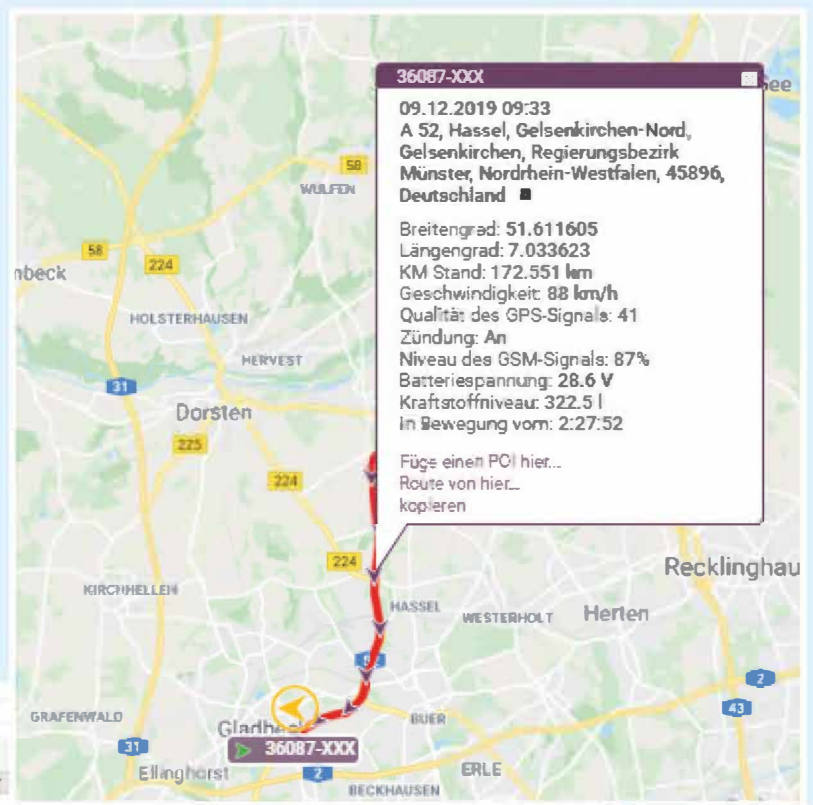 36087-XXX
09.12.2019 09:33
A 52, Hassel, Gelsenkirchen-Nord,
Gelsenkirchen, Regierungsbezirk
Münster, Nordrhein-Westfalen, 45896,
Deutschland
Breitengrad: 51.611605
Längengrad: 7.033623
KM Stand: 172.551 km
Geschwindigkeit: 88 km/h
Qualität des GPS-Signals: 41
Zündung: An
Niveau des GSM-Signals: 87%
Batteriespannung: 28.6 V
Kraftstoffniveau: 322.5 l
In Bewegung vom: 2:27:52
Füge einen POI hier...
Route von hier...
kopieren
58
WULFEN
58
224
nbeck
HOLSTERHAUSEN
HERVEST
31
Dorsten
225
224
224
Recklinghau
KIRCHHELLEN
HASSEL
WESTERHOLT
Herten
2
43
GRAFENWALD
Gladbeck
BUER
31
36087-XXX
Ellinghorst
2
ERLE
BECKHAUSEN